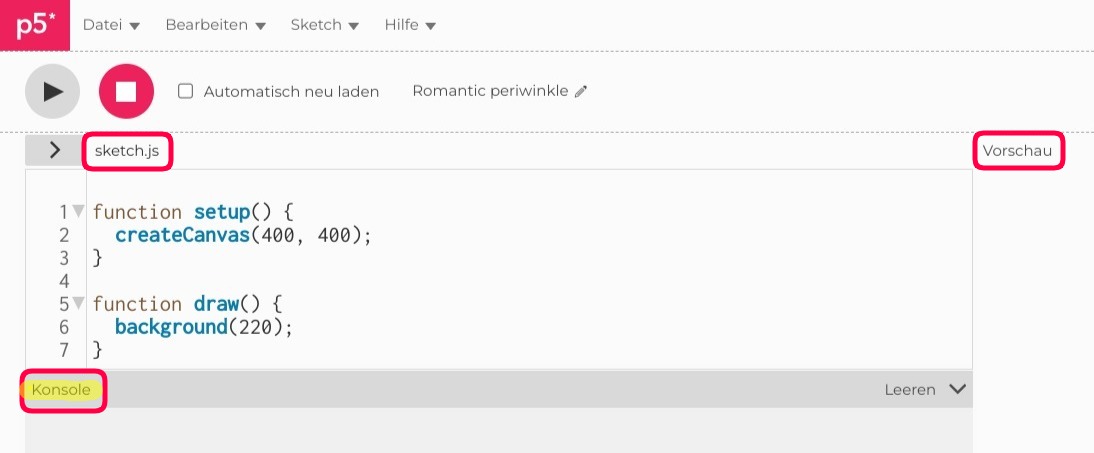 p5* Datei Bearbeiten Sketch Hilfe
Automatisch neu laden Romantic periwinkle
> sketch.js Vorschau
1 function setup() {
2   createCanvas(400, 400);
3 }
4
5 function draw() {
6   background(220);
7 }
Konsole Leeren